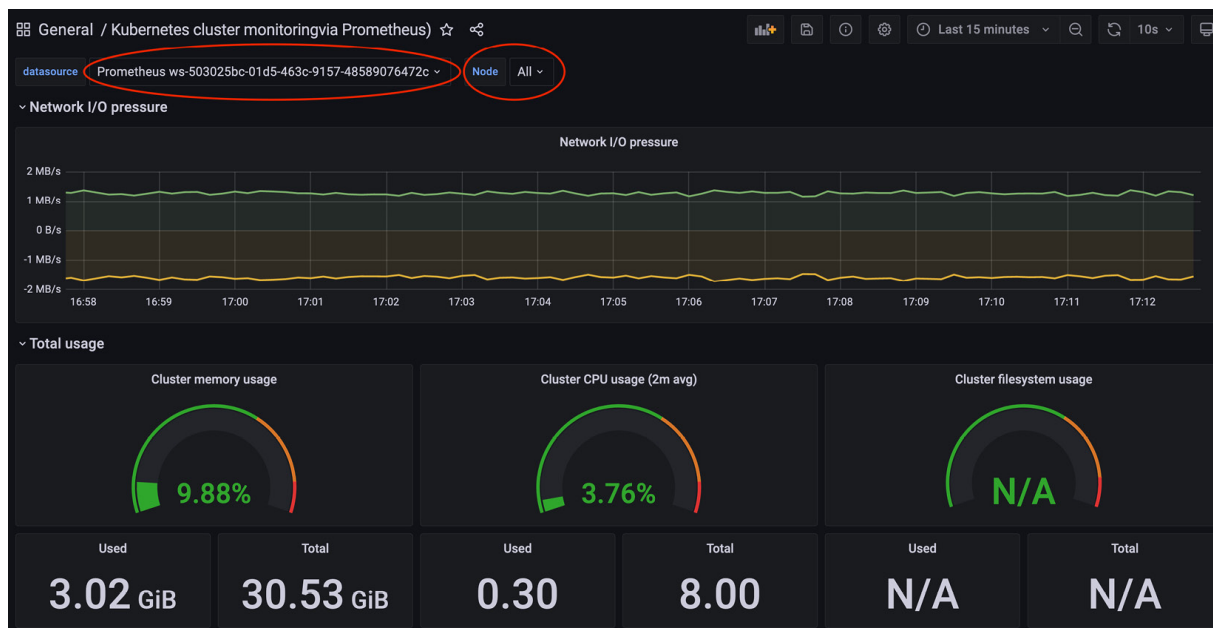 General / Kubernetes cluster monitoringvia Prometheus)
Last 15 minutes
10s
datasource Prometheus ws-503025bc-01d5-463c-9157-48589076472c Node All
Network I/O pressure
Network I/O pressure
2 MB/s
1 MB/s
0 B/s
-1 MB/s
-2 MB/s
16:58 16:59 17:00 17:01 17:02 17:03 17:04 17:05 17:06 17:07 17:08 17:09 17:10 17:11 17:12
Total usage
Cluster memory usage Cluster CPU usage (2m avg) Cluster filesystem usage
9.88% 3.76% N/A
Used Total Used Total Used Total
3.02 GiB 30.53 GiB 0.30 8.00 N/A N/A